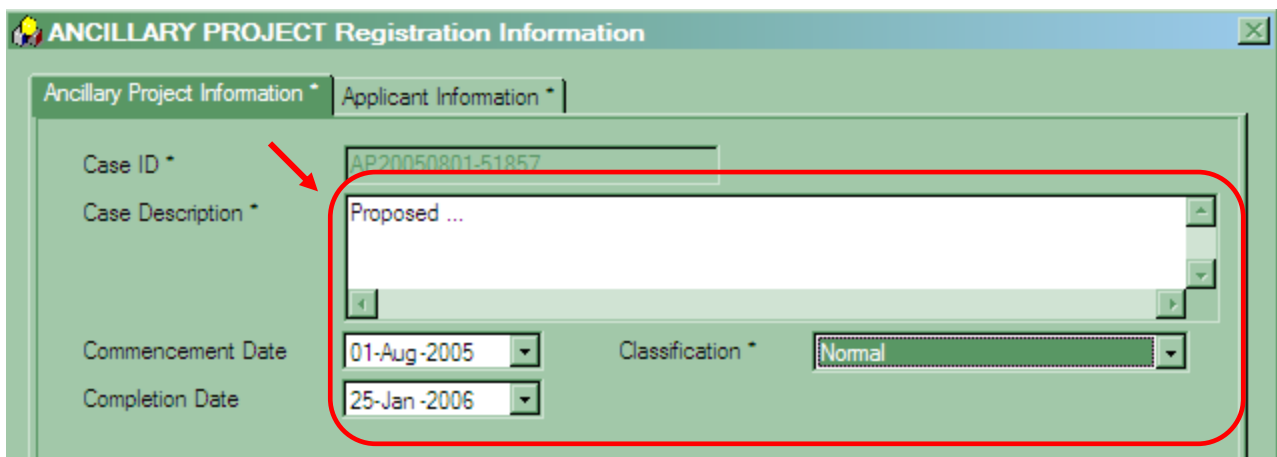 ANCILLARY PROJECT Registration Information
Ancillary Project Information * Applicant Information *
Case ID * AP20050801-51857
Case Description * Proposed ...
Commencement Date 01-Aug-2005 Classification * Normal
Completion Date 25-Jan -2006